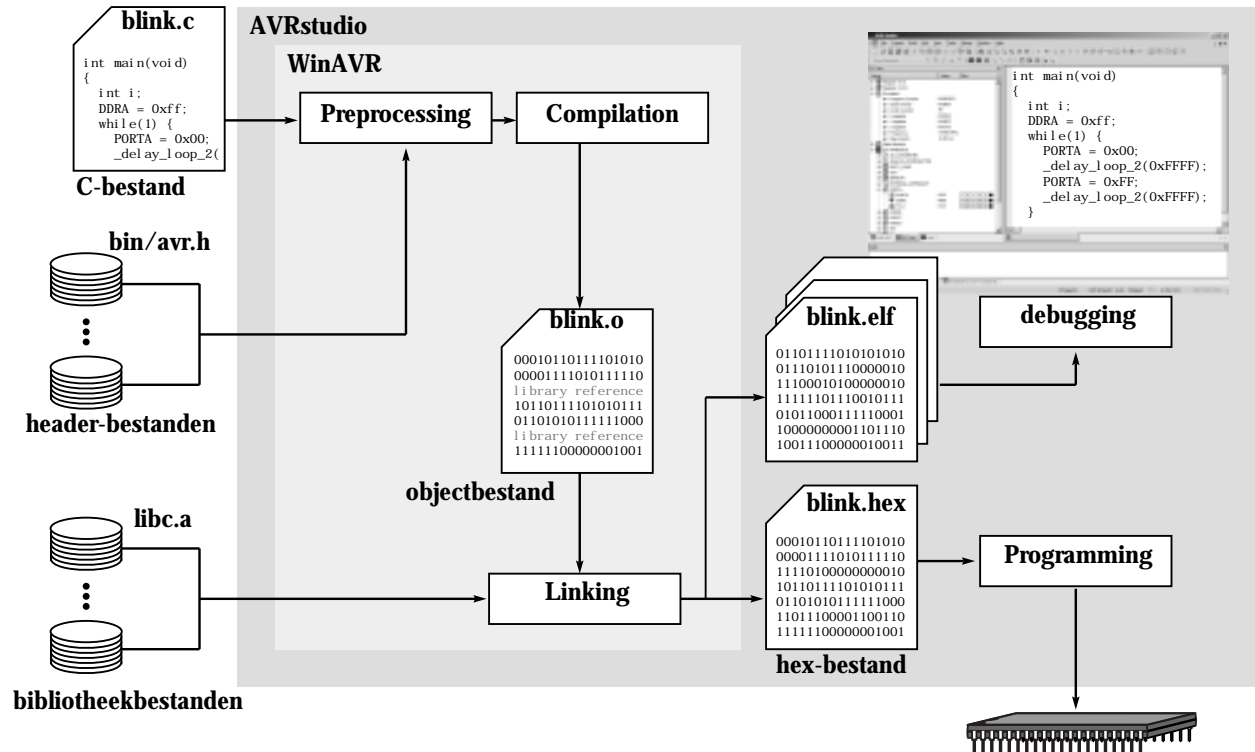 blink.c
int main(void)
{
int i;
DDRA = 0xff;
while(1) {
PORTA = 0x00;
_delay_loop_2(
C-bestand
AVRstudio
WinAVR
Preprocessing
Compilation
int main(void)
{
int i;
DDRA = 0xff;
while(1) {
PORTA = 0x00;
_delay_loop_2(0xFFFF);
PORTA = 0xFF;
_delay_loop_2(0xFFFF);
}
bin/avr.h
header-bestanden
blink.o
00010110111101010
00001111010111110
library reference
10110111101010111
01101010111111000
library reference
11111100000001001
objectbestand
blink.elf
01101111010101010
01110101110000010
11100010100000010
11111101110010111
01011000111110001
10000000001101110
10011100000010011
debugging
libc.a
bibliotheekbestanden
Linking
blink.hex
00010110111101010
00001111010111110
11110100000000010
10110111101010111
01101010111111000
11011100001100110
11111100000001001
hex-bestand
Programming